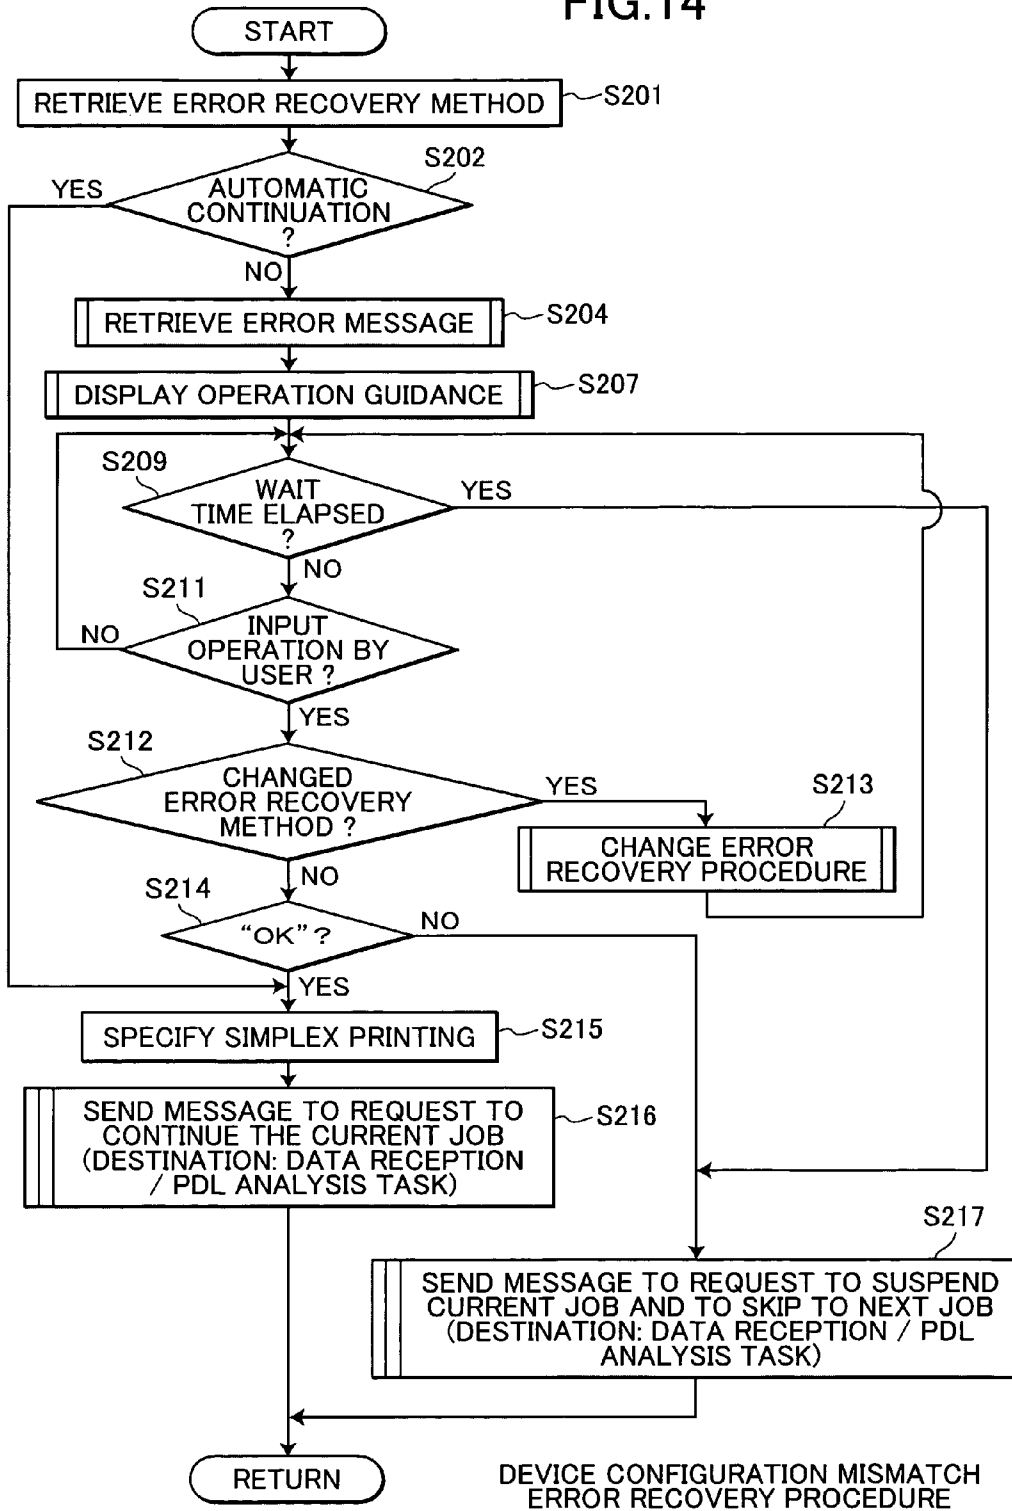 FIG.14
START
RETRIEVE ERROR RECOVERY METHOD
S201
S202
YES
AUTOMATIC
CONTINUATION
?
NO
RETRIEVE ERROR MESSAGE
S204
DISPLAY OPERATION GUIDANCE
S207
S209
WAIT
TIME ELAPSED
?
YES
NO
S211
INPUT
OPERATION BY
USER ?
NO
YES
S212
CHANGED
ERROR RECOVERY
METHOD ?
YES
S213
CHANGE ERROR
RECOVERY PROCEDURE
NO
S214
“OK” ?
NO
YES
SPECIFY SIMPLEX PRINTING
S215
SEND MESSAGE TO REQUEST TO
CONTINUE THE CURRENT JOB
(DESTINATION: DATA RECEPTION
/ PDL ANALYSIS TASK)
S216
S217
SEND MESSAGE TO REQUEST TO SUSPEND
CURRENT JOB AND TO SKIP TO NEXT JOB
(DESTINATION: DATA RECEPTION / PDL
ANALYSIS TASK)
RETURN
DEVICE CONFIGURATION MISMATCH
ERROR RECOVERY PROCEDURE